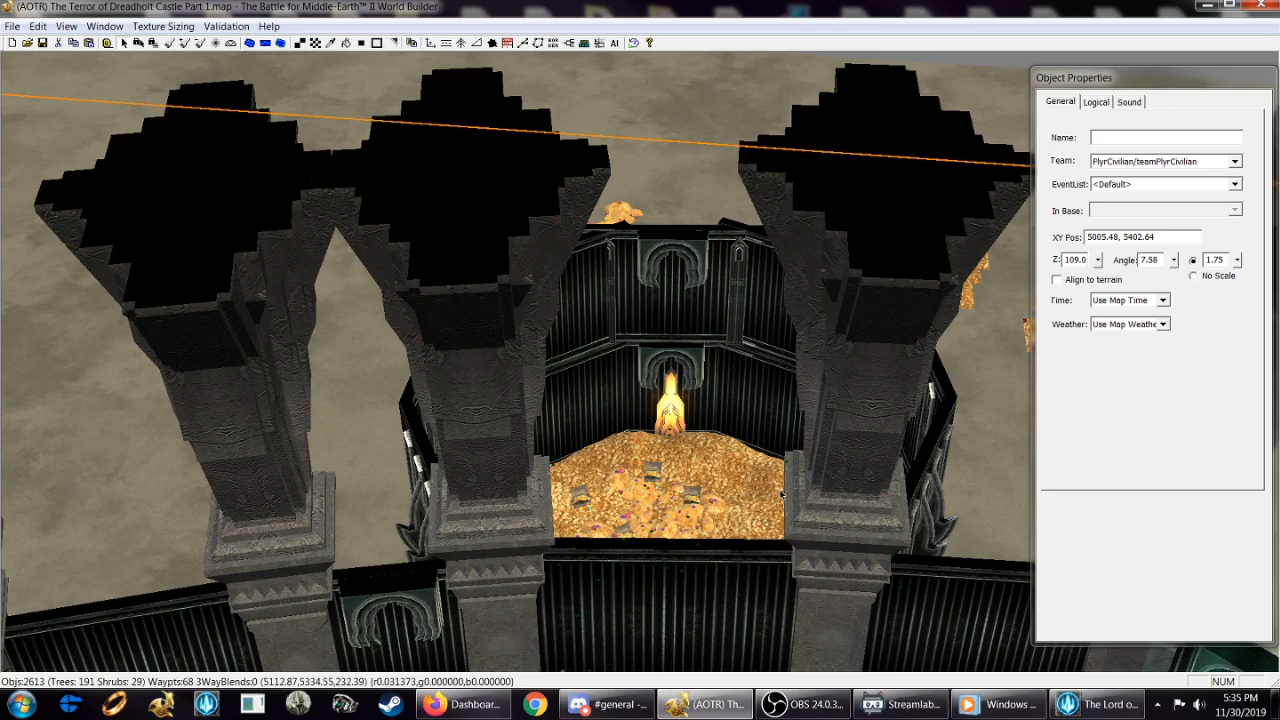 (AOTR) The Terror of Dreadholt Castle Part 1.map - The Battle for Middle-Earth™ II World Builder
File Edit View Window Texture Sizing Validation Help
AI
Object Properties
General Logical Sound
Name:
Team: PlyrCivilian/teamPlyrCivilian
EventList: <Default>
In Base:
XY Pos: 5005.48, 5402.64
Z: 109.0 Angle: 7.58 1.75
No Scale
Align to terrain
Time: Use Map Time
Weather: Use Map Weathe
Objs:2613 (Trees: 191 Shrubs: 29) Waypts:68 3WayBlends:0 (5112.87,5334.55,232.39) {r0.031373,g0.000000,b0.000000}
NUM
Dashboar... #general -... (AOTR) Th... OBS 24.0.3... Streamlab... Windows ... The Lord o...
5:35 PM
11/30/2019